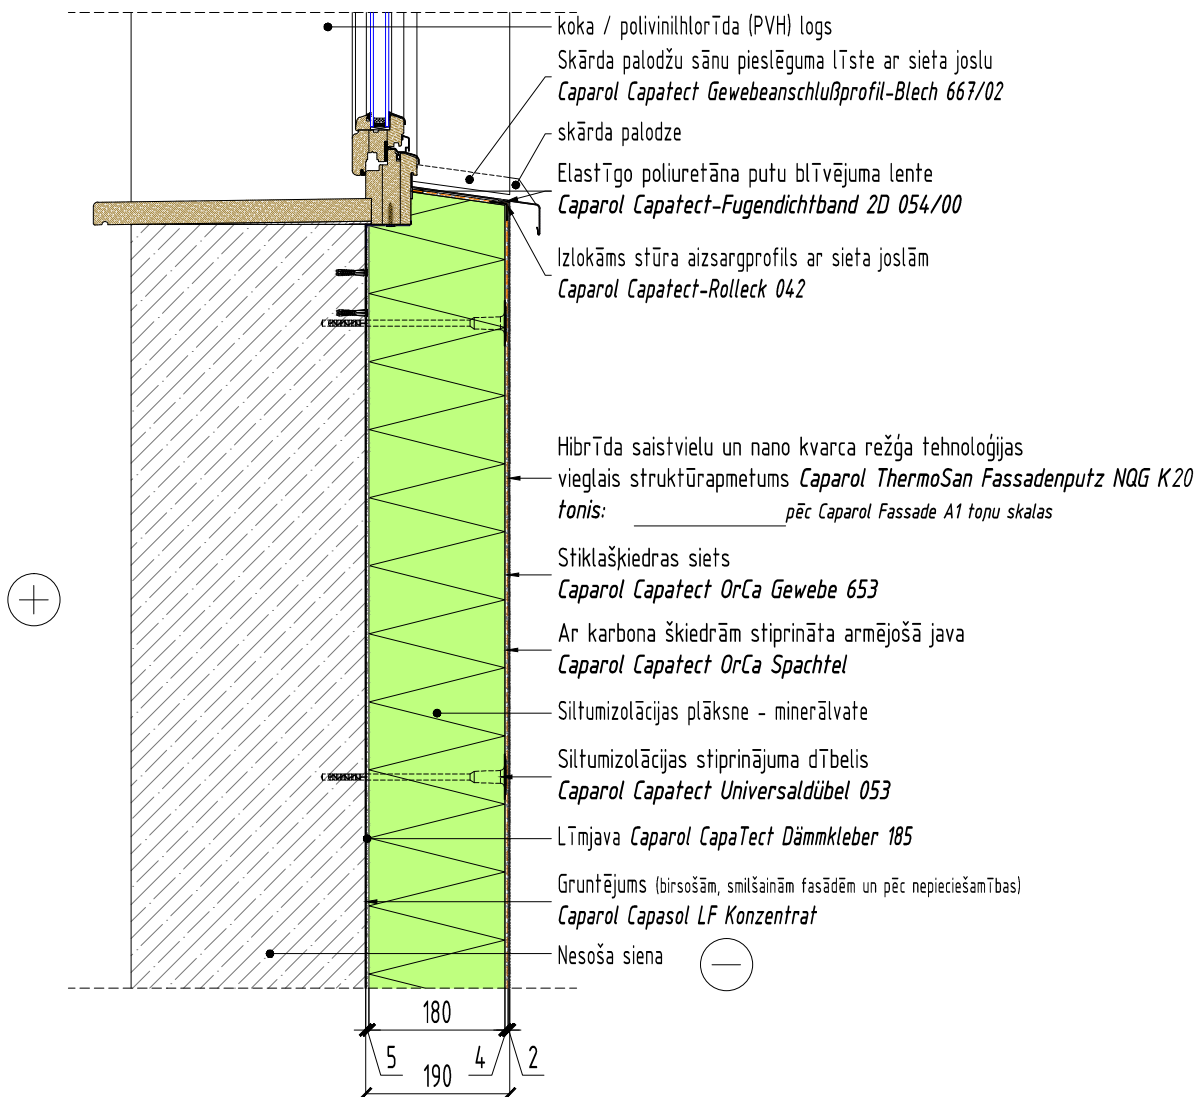 koka / polivinilhlorīda (PVH) logs
Skārda palodžu sānu pieslēguma līste ar sieta joslu
Caparol Capatect Gewebeanschlußprofil-Blech 667/02
skārda palodze
Elastīgo poliuretāna putu blīvējuma lente
Caparol Capatect-Fugendichtband 2D 054/00
Izlokāms stūra aizsargprofils ar sieta joslām
Caparol Capatect-Rolleck 042
Hibrīda saistvielu un nano kvarca režģa tehnoloģijas
vieglais struktūrapmetums Caparol ThermoSan Fassadenputz NQG K20
tonis: pēc Caparol Fassade A1 toņu skalas
Stiklašķiedras siets
Caparol Capatect OrCa Gewebe 653
Ar karbona šķiedrām stiprināta armējošā java
Caparol Capatect OrCa Spachtel
Siltumizolācijas plāksne - minerālvate
Siltumizolācijas stiprinājuma dībelis
Caparol Capatect Universaldübel 053
Līmjava Caparol CapaTect Dämmkleber 185
Gruntējums (birsošām, smilšainām fasādēm un pēc nepieciešamības)
Caparol Capasol LF Konzentrat
Nesoša siena
180
5 4 2
190